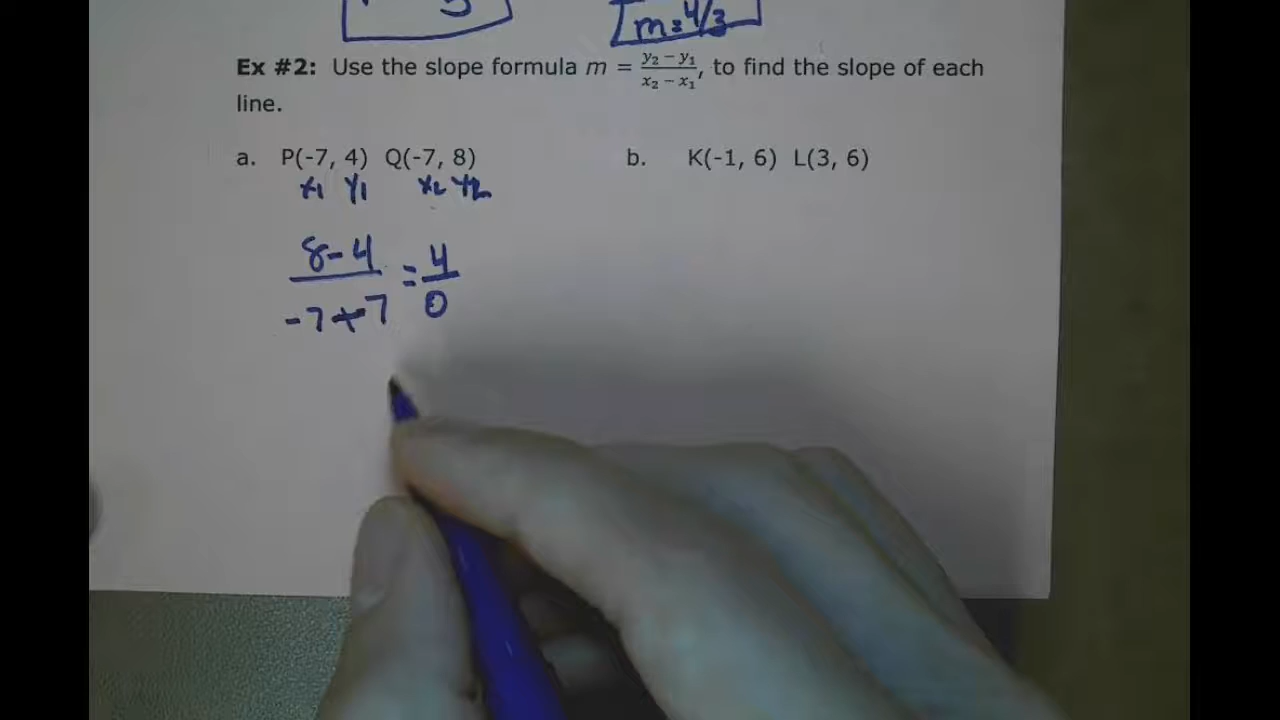 m = 4/3
Ex #2: Use the slope formula m = \frac{y₂ − y₁}{x₂ − x₁}, to find the slope of each
line.
a. P(-7, 4) Q(-7, 8) b. K(-1, 6) L(3, 6)
x₁ y₁ x₂ y₂
8-4 = 4
-7+7 0